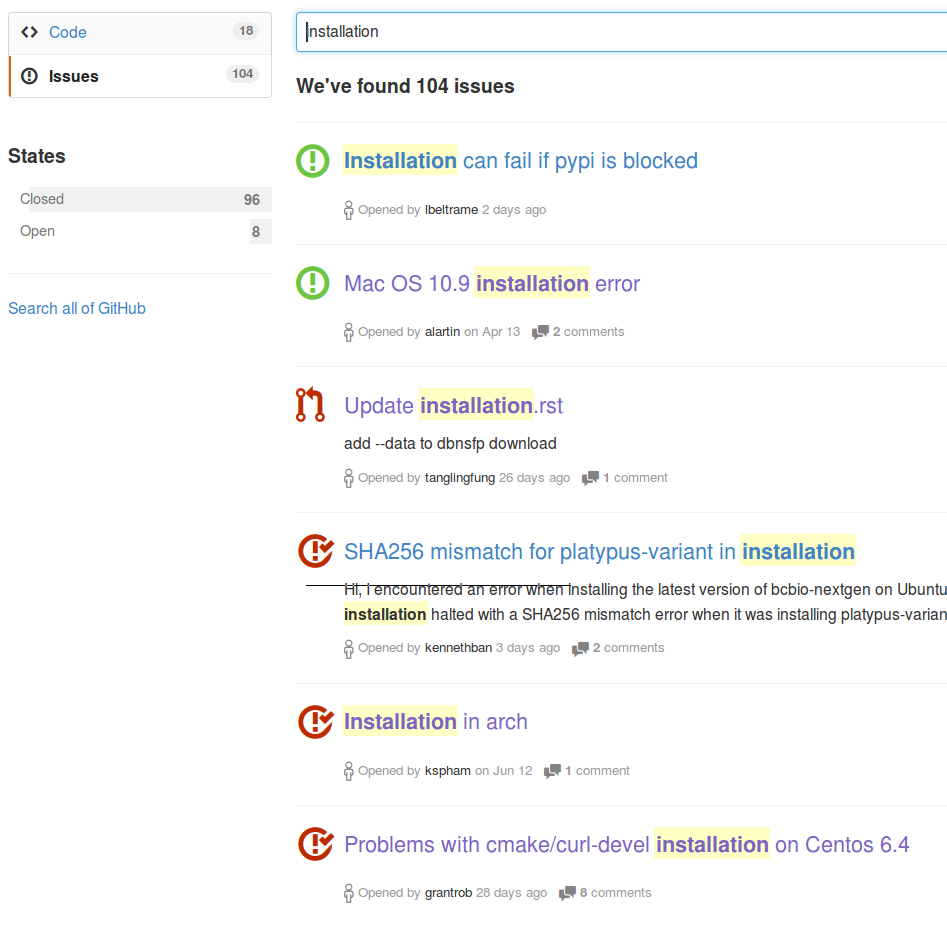 Code 18
Issues 104
States
Closed 96
Open 8
Search all of GitHub
installation
We've found 104 issues
Installation can fail if pypi is blocked
Opened by lbeltrame 2 days ago
Mac OS 10.9 installation error
Opened by alartin on Apr 13 2 comments
Update installation.rst
add --data to dbnsfp download
Opened by tanglingfung 26 days ago 1 comment
SHA256 mismatch for platypus-variant in installation
Hi, I encountered an error when installing the latest version of bcbio-nextgen on Ubuntu
installation halted with a SHA256 mismatch error when it was installing platypus-varian
Opened by kennethban 3 days ago 2 comments
Installation in arch
Opened by kspham on Jun 12 1 comment
Problems with cmake/curl-devel installation on Centos 6.4
Opened by grantrob 28 days ago 8 comments